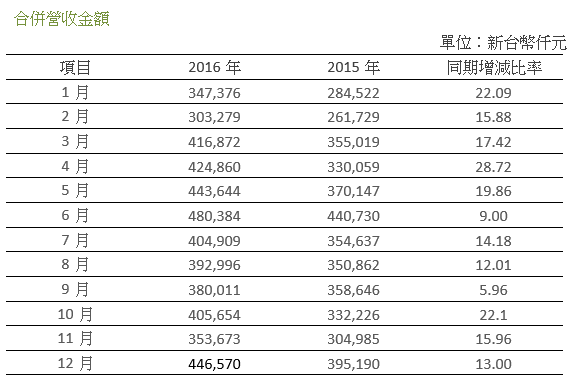 合併營收金額
單位：新台幣仟元
項目 2016 年 2015 年 同期增減比率
1 月 347,376 284,522 22.09
2 月 303,279 261,729 15.88
3 月 416,872 355,019 17.42
4 月 424,860 330,059 28.72
5 月 443,644 370,147 19.86
6 月 480,384 440,730 9.00
7 月 404,909 354,637 14.18
8 月 392,996 350,862 12.01
9 月 380,011 358,646 5.96
10 月 405,654 332,226 22.1
11 月 353,673 304,985 15.96
12 月 446,570 395,190 13.00